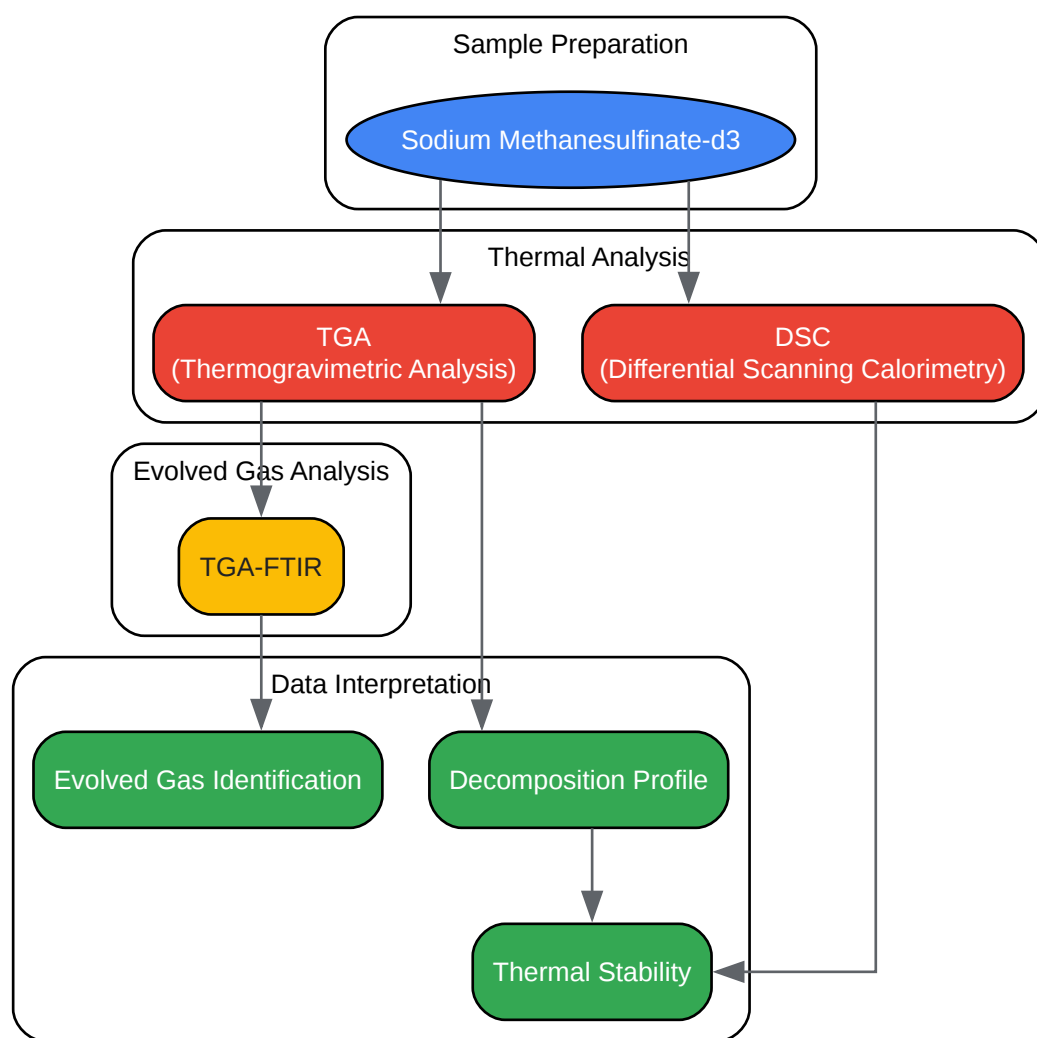 Sample Preparation
Sodium Methanesulfinate-d3
Thermal Analysis
TGA
(Thermogravimetric Analysis)
DSC
(Differential Scanning Calorimetry)
Evolved Gas Analysis
TGA-FTIR
Data Interpretation
Evolved Gas Identification
Decomposition Profile
Thermal Stability